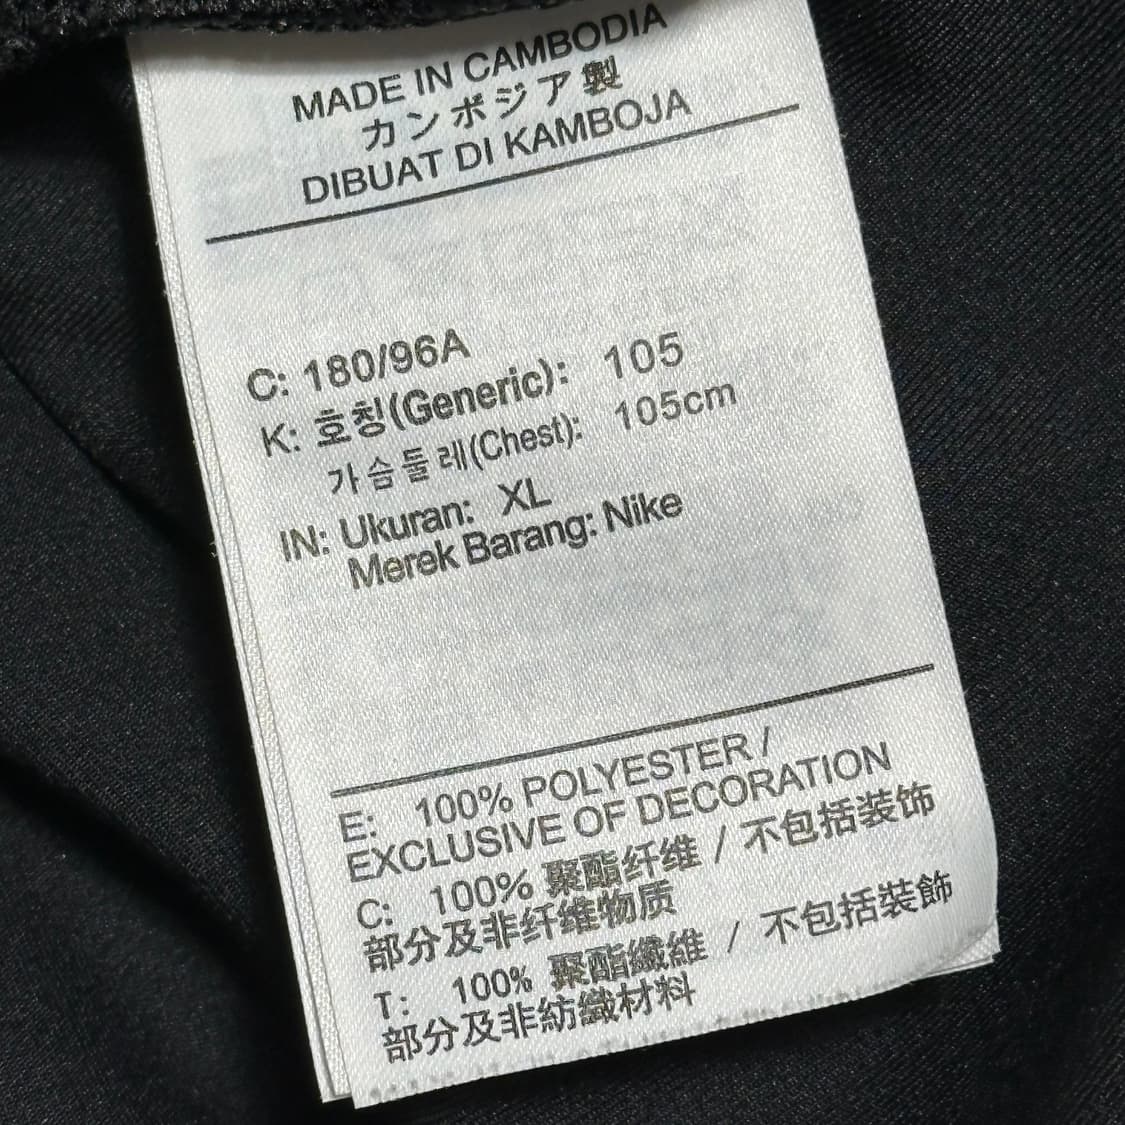 MADE IN CAMBODIA
カンボジア製
DIBUAT DI KAMBOJA
C: 180/96A
K: 호칭(Generic): 105
가슴둘레(Chest): 105cm
IN: Ukuran: XL
Merek Barang: Nike
E: 100% POLYESTER /
EXCLUSIVE OF DECORATION
C: 100% 聚酯纤维 / 不包括装饰
部分及非纤维物质
T: 100% 聚酯纖維 / 不包括裝飾
部分及非紡織材料